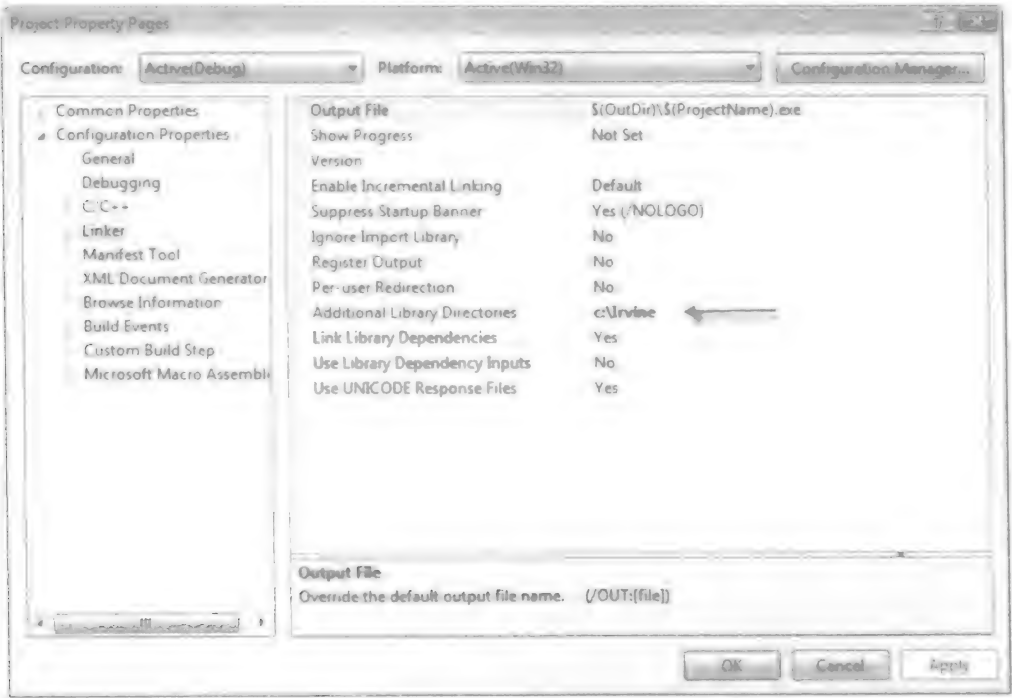 Project Property Pages
Configuration: Active(Debug) Platform: Active(Win32) Configuration Manager...
Common Properties
Configuration Properties
General
Debugging
C/C++
Linker
Manifest Tool
XML Document Generator
Browse Information
Build Events
Custom Build Step
Microsoft Macro Assembl
Output File $(OutDir)\$(ProjectName).exe
Show Progress Not Set
Version
Enable Incremental Linking Default
Suppress Startup Banner Yes (/NOLOGO)
Ignore Import Library No
Register Output No
Per-user Redirection No
Additional Library Directories c:\Irvine
Link Library Dependencies Yes
Use Library Dependency Inputs No
Use UNICODE Response Files Yes
Output File
Override the default output file name. (/OUT:[file])
OK Cancel Apply